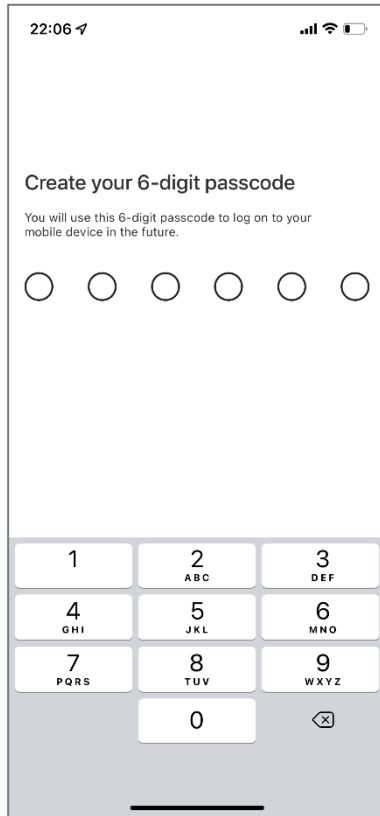 22:06
Create your 6-digit passcode
You will use this 6-digit passcode to log on to your
mobile device in the future.
1 2 3
ABC DEF
4 5 6
GHI JKL MNO
7 8 9
PQRS TUV WXYZ
0